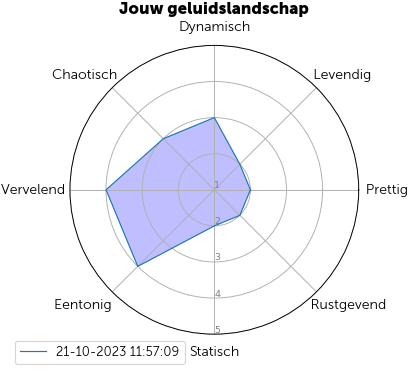 Jouw geluidslandschap
Dynamisch
Chaotisch
Levendig
Vervelend
1
Prettig
2
3
4
Eentonig
Rustgevend
5
21-10-2023 11:57:09
Statisch